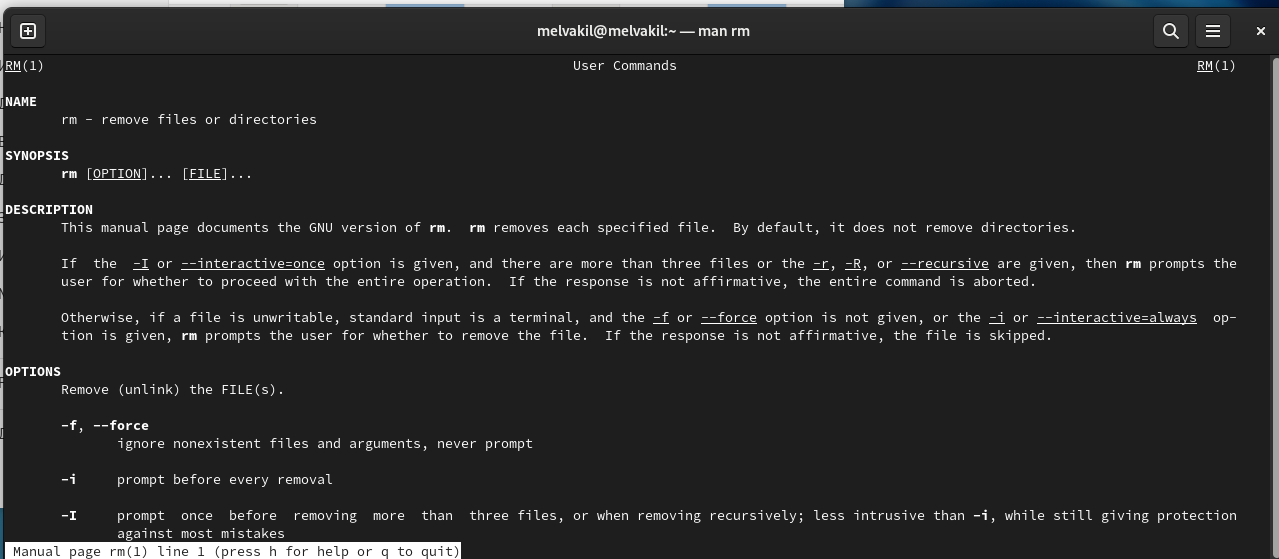 melvakil@melvakil:~ — man rm
RM(1) User Commands RM(1)
NAME
rm - remove files or directories
SYNOPSIS
rm [OPTION]... [FILE]...
DESCRIPTION
This manual page documents the GNU version of rm. rm removes each specified file. By default, it does not remove directories.
If the -I or --interactive=once option is given, and there are more than three files or the -r, -R, or --recursive are given, then rm prompts the
user for whether to proceed with the entire operation. If the response is not affirmative, the entire command is aborted.
Otherwise, if a file is unwritable, standard input is a terminal, and the -f or --force option is not given, or the -i or --interactive=always op-
tion is given, rm prompts the user for whether to remove the file. If the response is not affirmative, the file is skipped.
OPTIONS
Remove (unlink) the FILE(s).
-f, --force
ignore nonexistent files and arguments, never prompt
-i prompt before every removal
-I prompt once before removing more than three files, or when removing recursively; less intrusive than -i, while still giving protection
against most mistakes
Manual page rm(1) line 1 (press h for help or q to quit)